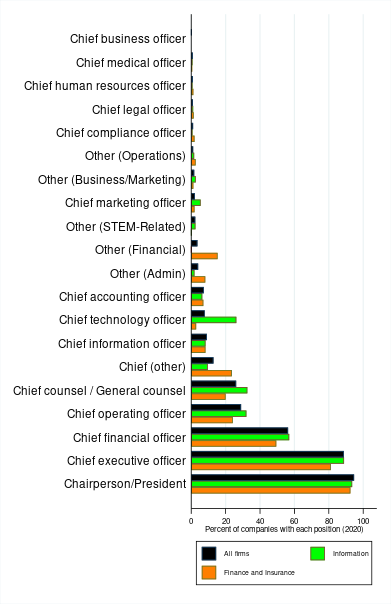 Chief business officer
Chief medical officer
Chief human resources officer
Chief legal officer
Chief compliance officer
Other (Operations)
Other (Business/Marketing)
Chief marketing officer
Other (STEM-Related)
Other (Financial)
Other (Admin)
Chief accounting officer
Chief technology officer
Chief information officer
Chief (other)
Chief counsel / General counsel
Chief operating officer
Chief financial officer
Chief executive officer
Chairperson/President
0 20 40 60 80 100
Percent of companies with each position (2020)
All firms Information
Finance and Insurance